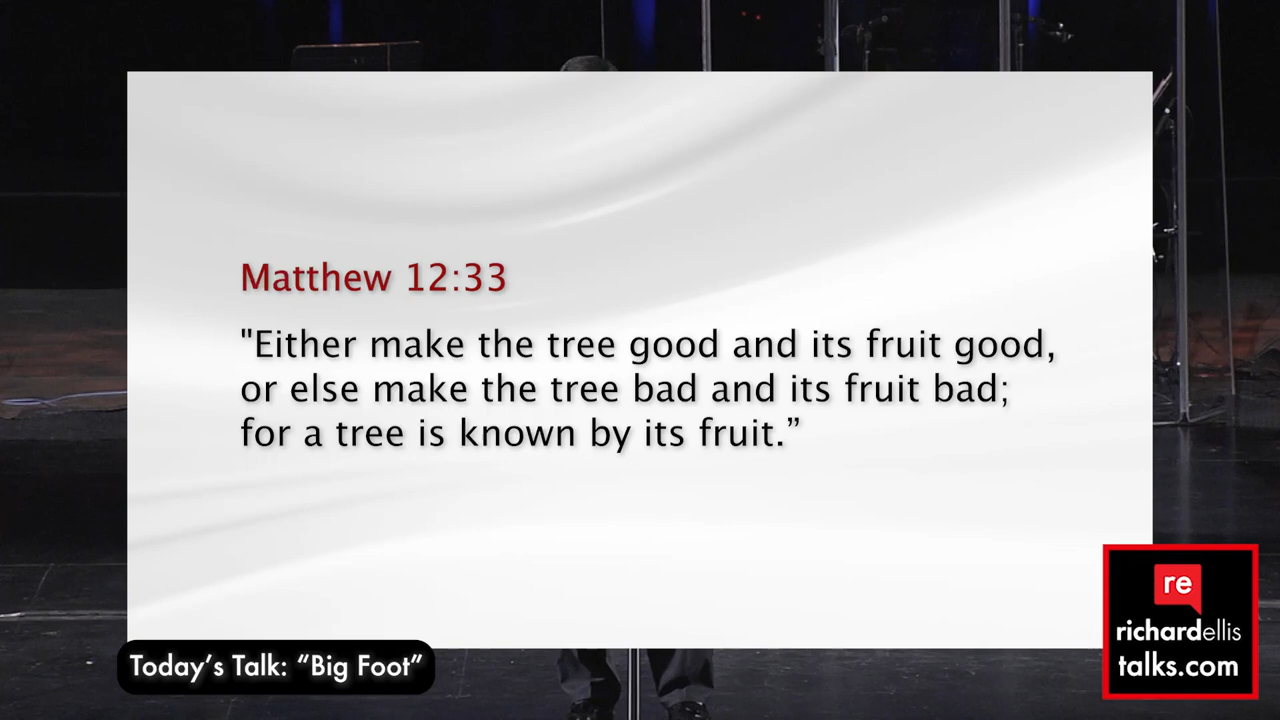 Matthew 12:33
"Either make the tree good and its fruit good,
or else make the tree bad and its fruit bad;
for a tree is known by its fruit.”
Today’s Talk: “Big Foot”
re
richardellis
talks.com